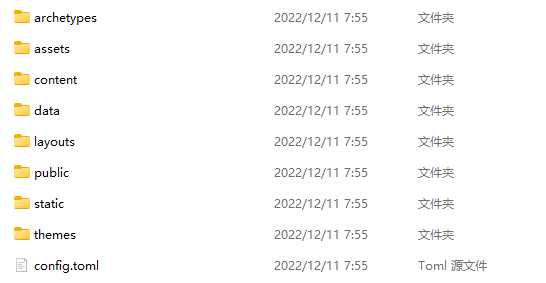 archetypes 2022/12/11 7:55 文件夹
assets 2022/12/11 7:55 文件夹
content 2022/12/11 7:55 文件夹
data 2022/12/11 7:55 文件夹
layouts 2022/12/11 7:55 文件夹
public 2022/12/11 7:55 文件夹
static 2022/12/11 7:55 文件夹
themes 2022/12/11 7:55 文件夹
config.toml 2022/12/11 7:55 Toml 源文件